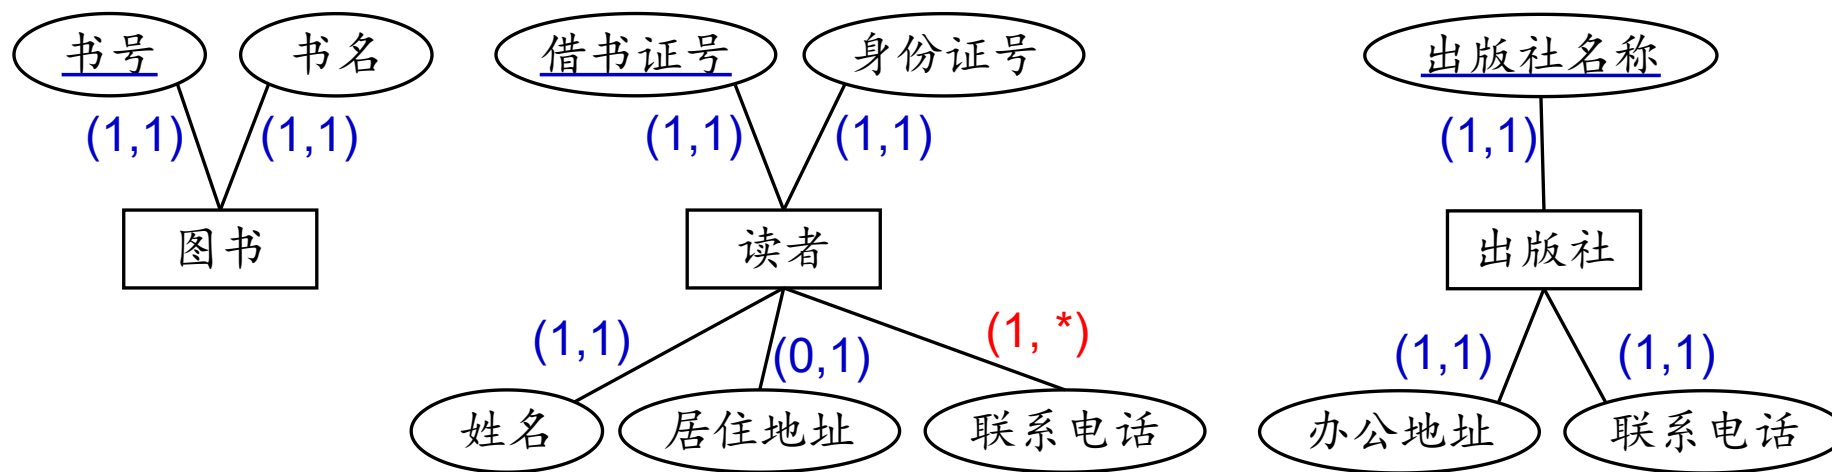 书号 书名 借书证号 身份证号 出版社名称
(1,1) (1,1) (1,1) (1,1) (1,1)
图书 读者 出版社
(1,1) (0,1) (1, *) (1,1) (1,1)
姓名 居住地址 联系电话 办公地址 联系电话